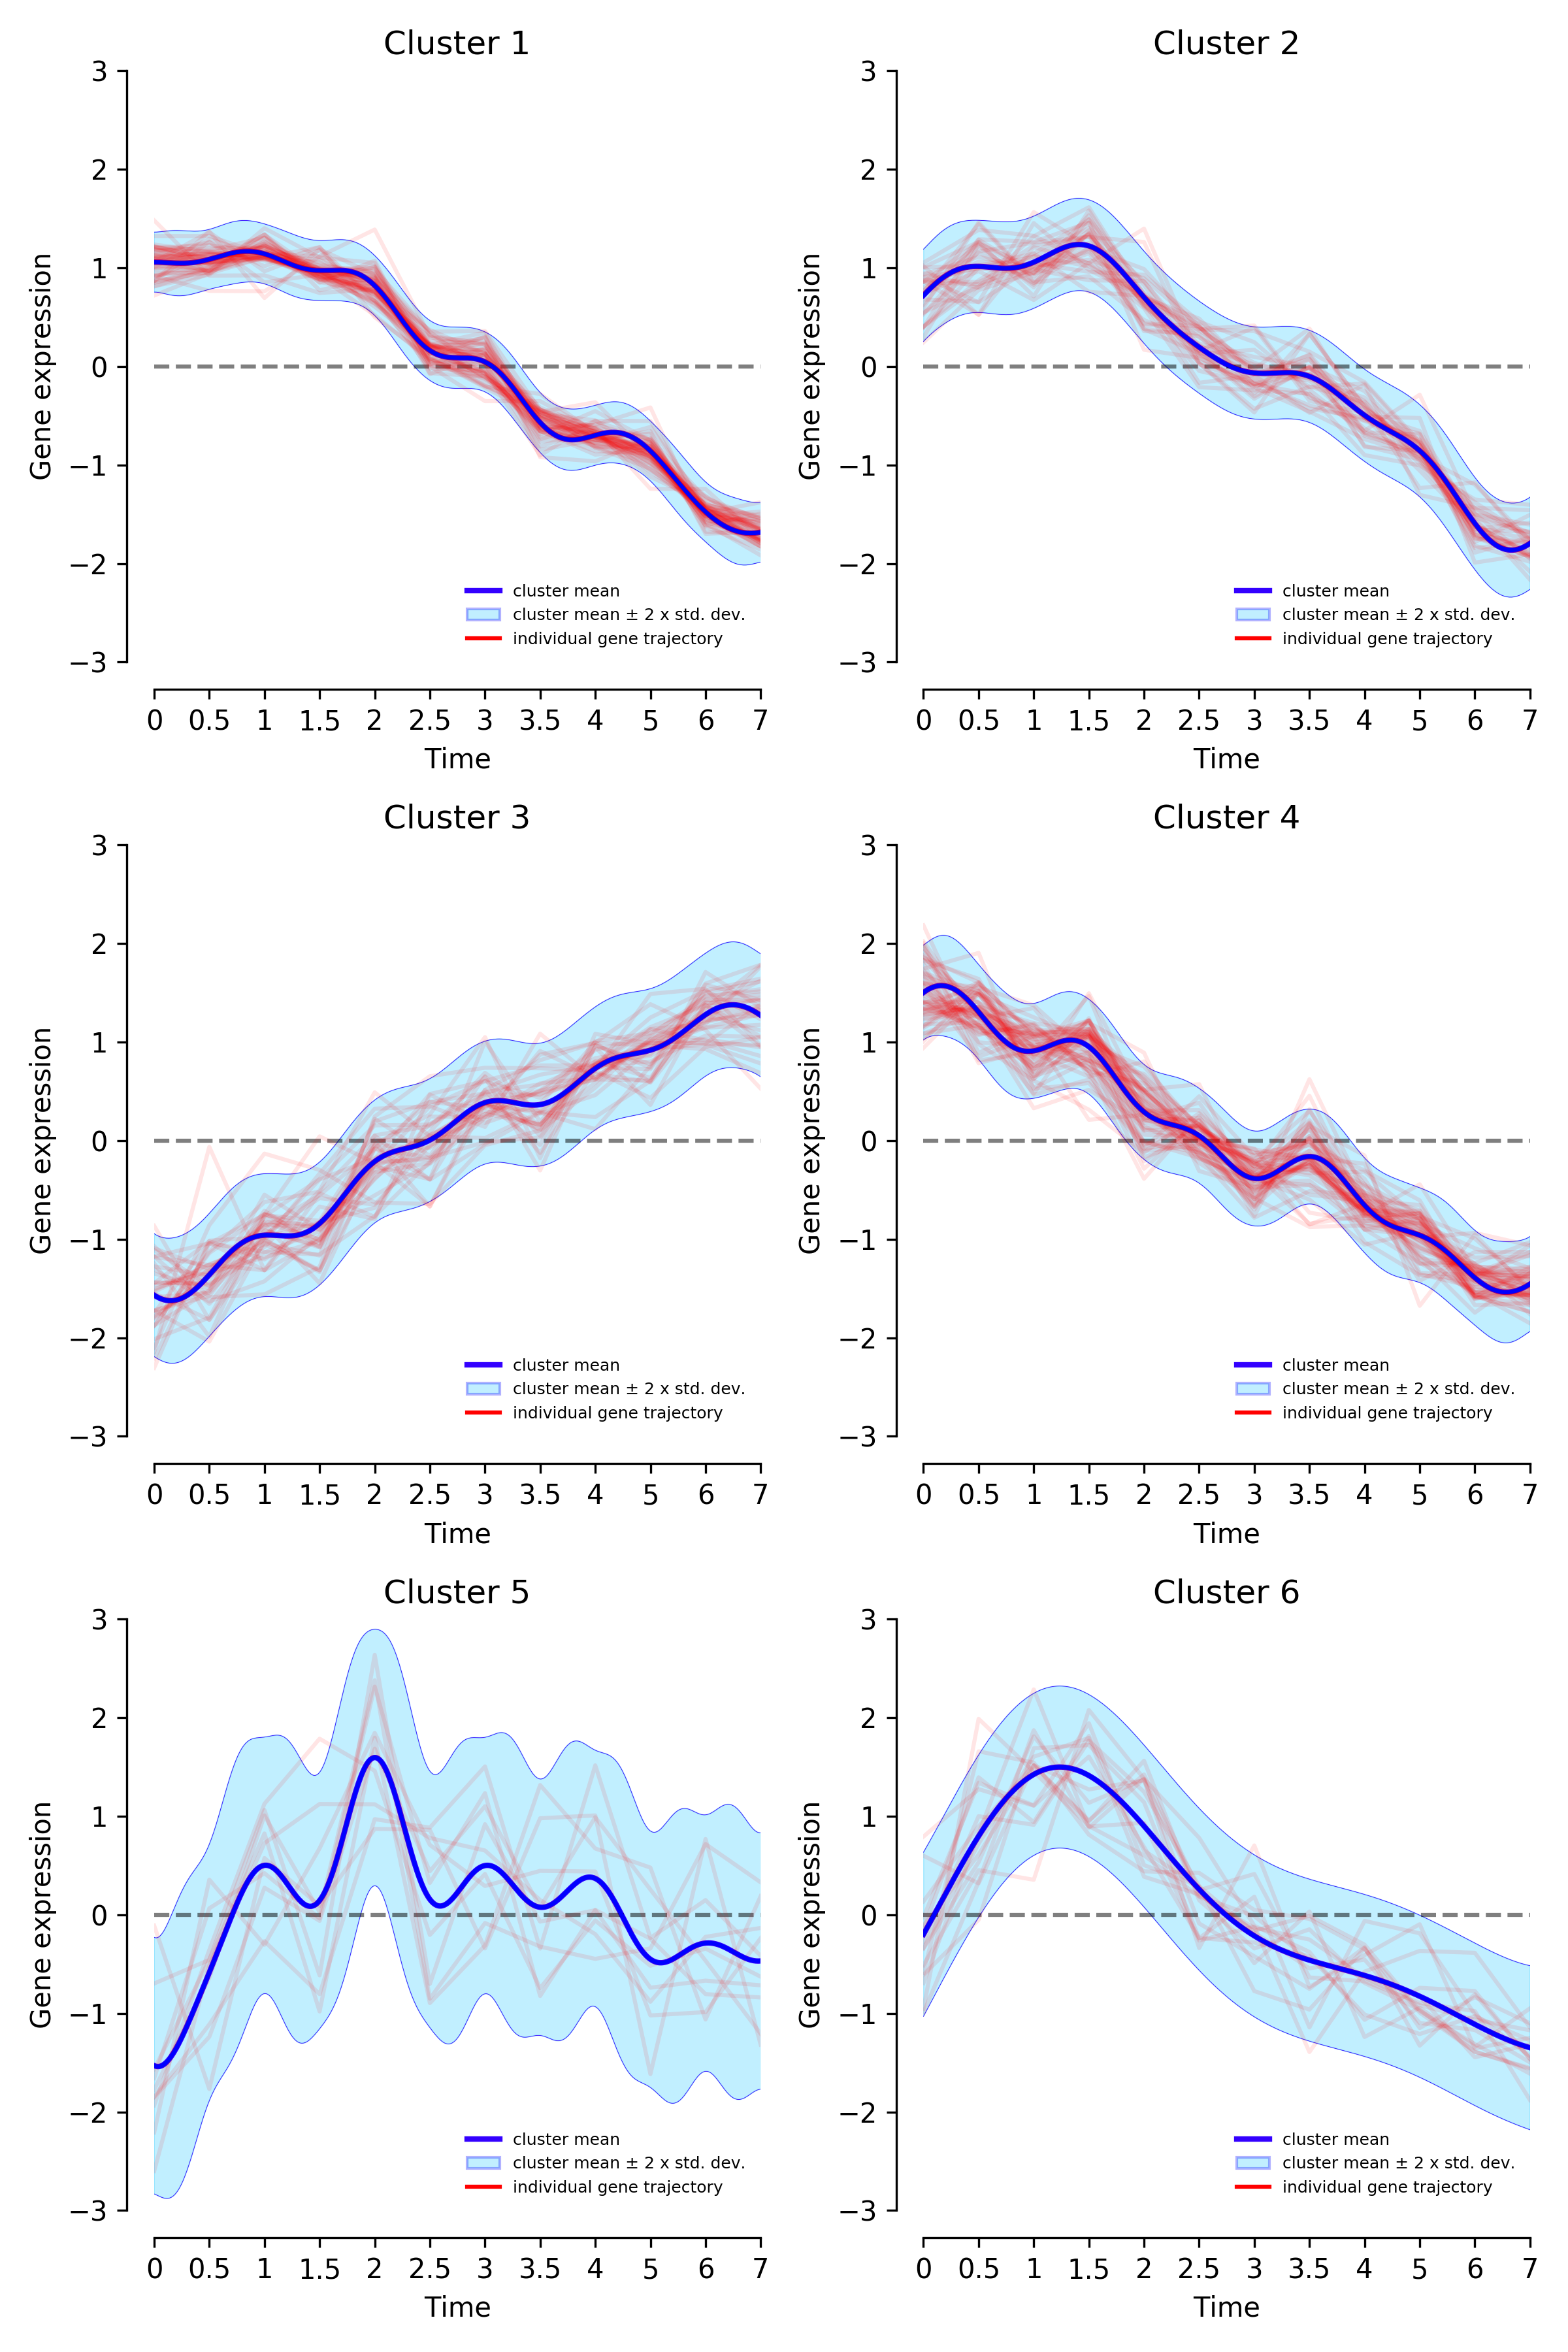 Cluster 1
Gene expression
3
2
1
0
−1
−2
−3
cluster mean
cluster mean ± 2 x std. dev.
individual gene trajectory
0 0.5 1 1.5 2 2.5 3 3.5 4 5 6 7
Time
Cluster 2
Gene expression
3
2
1
0
−1
−2
−3
cluster mean
cluster mean ± 2 x std. dev.
individual gene trajectory
0 0.5 1 1.5 2 2.5 3 3.5 4 5 6 7
Time
Cluster 3
Gene expression
3
2
1
0
−1
−2
−3
cluster mean
cluster mean ± 2 x std. dev.
individual gene trajectory
0 0.5 1 1.5 2 2.5 3 3.5 4 5 6 7
Time
Cluster 4
Gene expression
3
2
1
0
−1
−2
−3
cluster mean
cluster mean ± 2 x std. dev.
individual gene trajectory
0 0.5 1 1.5 2 2.5 3 3.5 4 5 6 7
Time
Cluster 5
Gene expression
3
2
1
0
−1
−2
−3
cluster mean
cluster mean ± 2 x std. dev.
individual gene trajectory
0 0.5 1 1.5 2 2.5 3 3.5 4 5 6 7
Time
Cluster 6
Gene expression
3
2
1
0
−1
−2
−3
cluster mean
cluster mean ± 2 x std. dev.
individual gene trajectory
0 0.5 1 1.5 2 2.5 3 3.5 4 5 6 7
Time